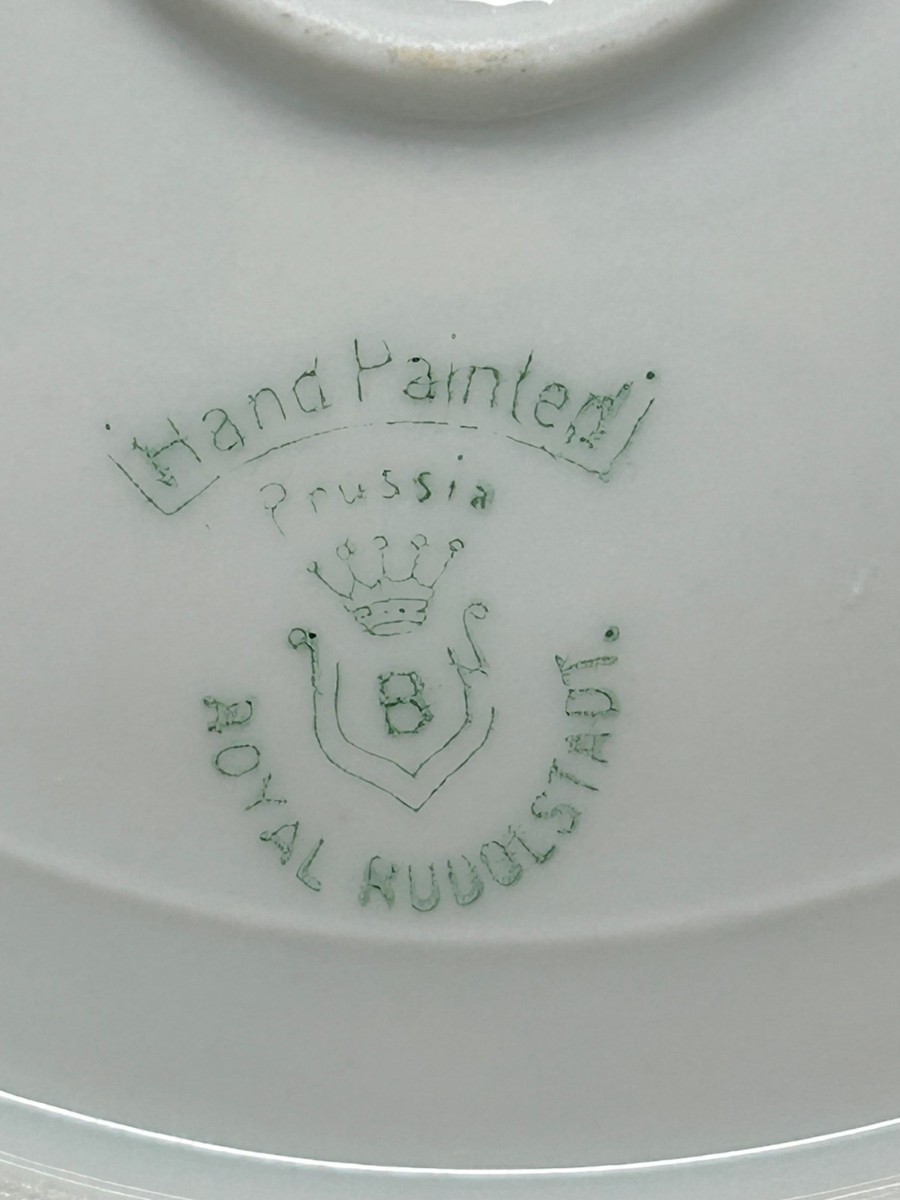 Hand Painted
Prussia
B
ROYAL RUDOLSTADT.